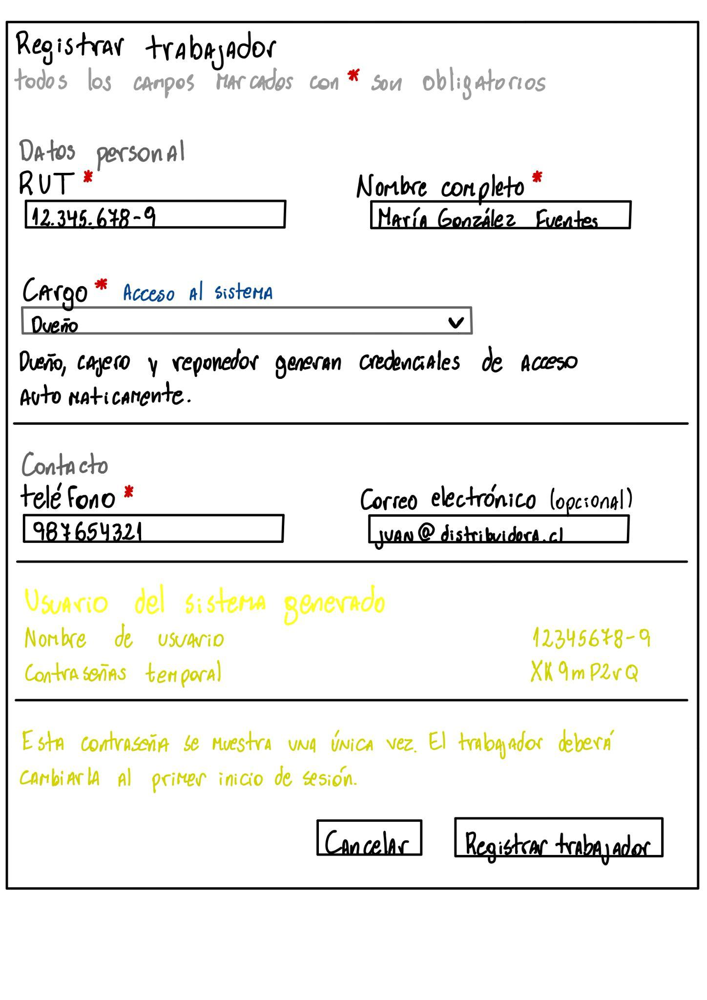 Registrar trabajador
todos los campos marcados con * son obligatorios
Datos personal
RUT *
Nombre completo *
12.345.678-9
María González Fuentes
Cargo * Acceso al sistema
Dueño
Dueño, cajero y reponedor generan credenciales de acceso
automaticamente.
Contacto
teléfono *
Correo electrónico (opcional)
987654321
juan@distribuidora.cl
Usuario del sistema generado
Nombre de usuario 12345678-9
Contraseñas temporal XK9mP2rQ
Esta contraseña se muestra una única vez. El trabajador deberá
cambiarla al primer inicio de sesión.
Cancelar
Registrar trabajador